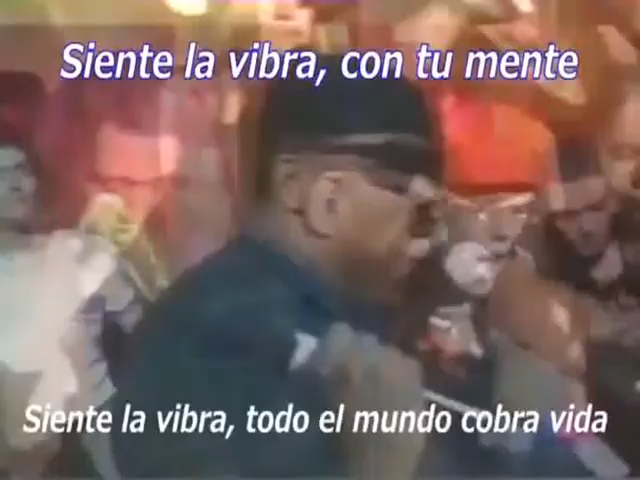 Siente la vibra, con tu mente
Siente la vibra, todo el mundo cobra vida